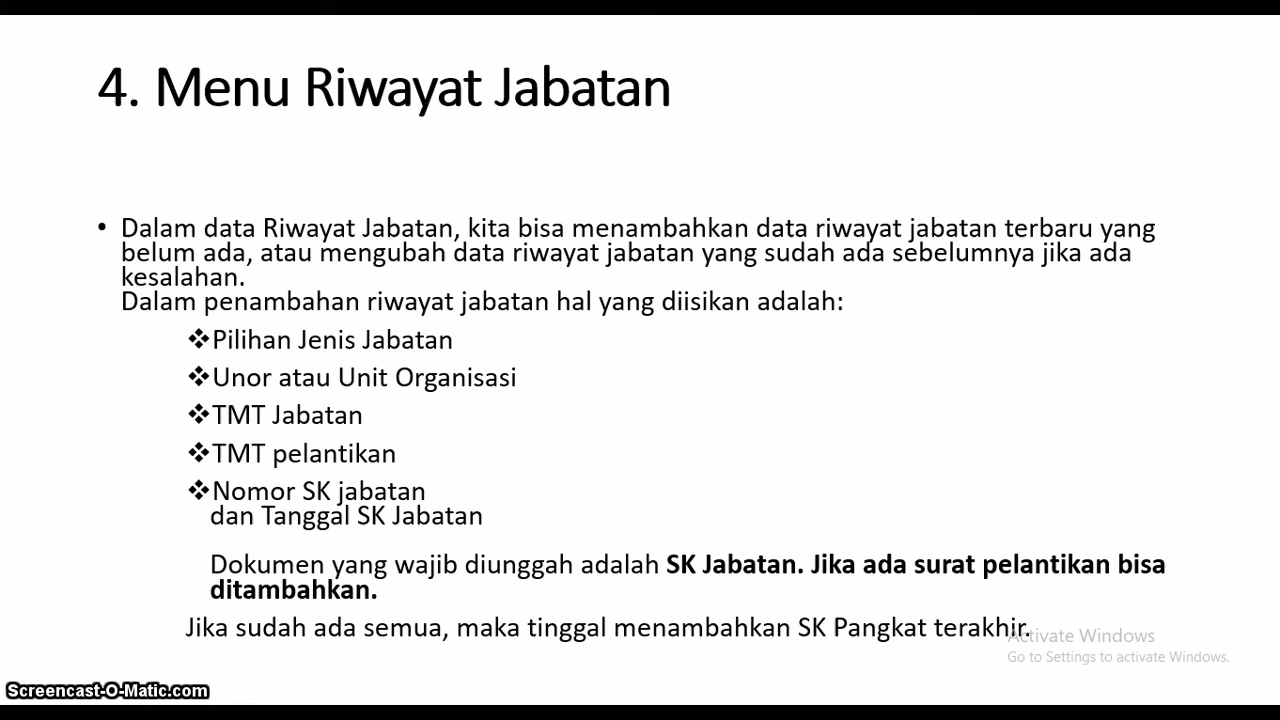 4. Menu Riwayat Jabatan
• Dalam data Riwayat Jabatan, kita bisa menambahkan data riwayat jabatan terbaru yang
belum ada, atau mengubah data riwayat jabatan yang sudah ada sebelumnya jika ada
kesalahan.
Dalam penambahan riwayat jabatan hal yang diisikan adalah:
❖Pilihan Jenis Jabatan
❖Unor atau Unit Organisasi
❖TMT Jabatan
❖TMT pelantikan
❖Nomor SK jabatan
dan Tanggal SK Jabatan
Dokumen yang wajib diunggah adalah SK Jabatan. Jika ada surat pelantikan bisa
ditambahkan.
Jika sudah ada semua, maka tinggal menambahkan SK Pangkat terakhir.
Activate Windows
Go to Settings to activate Windows.
Screencast-O-Matic.com